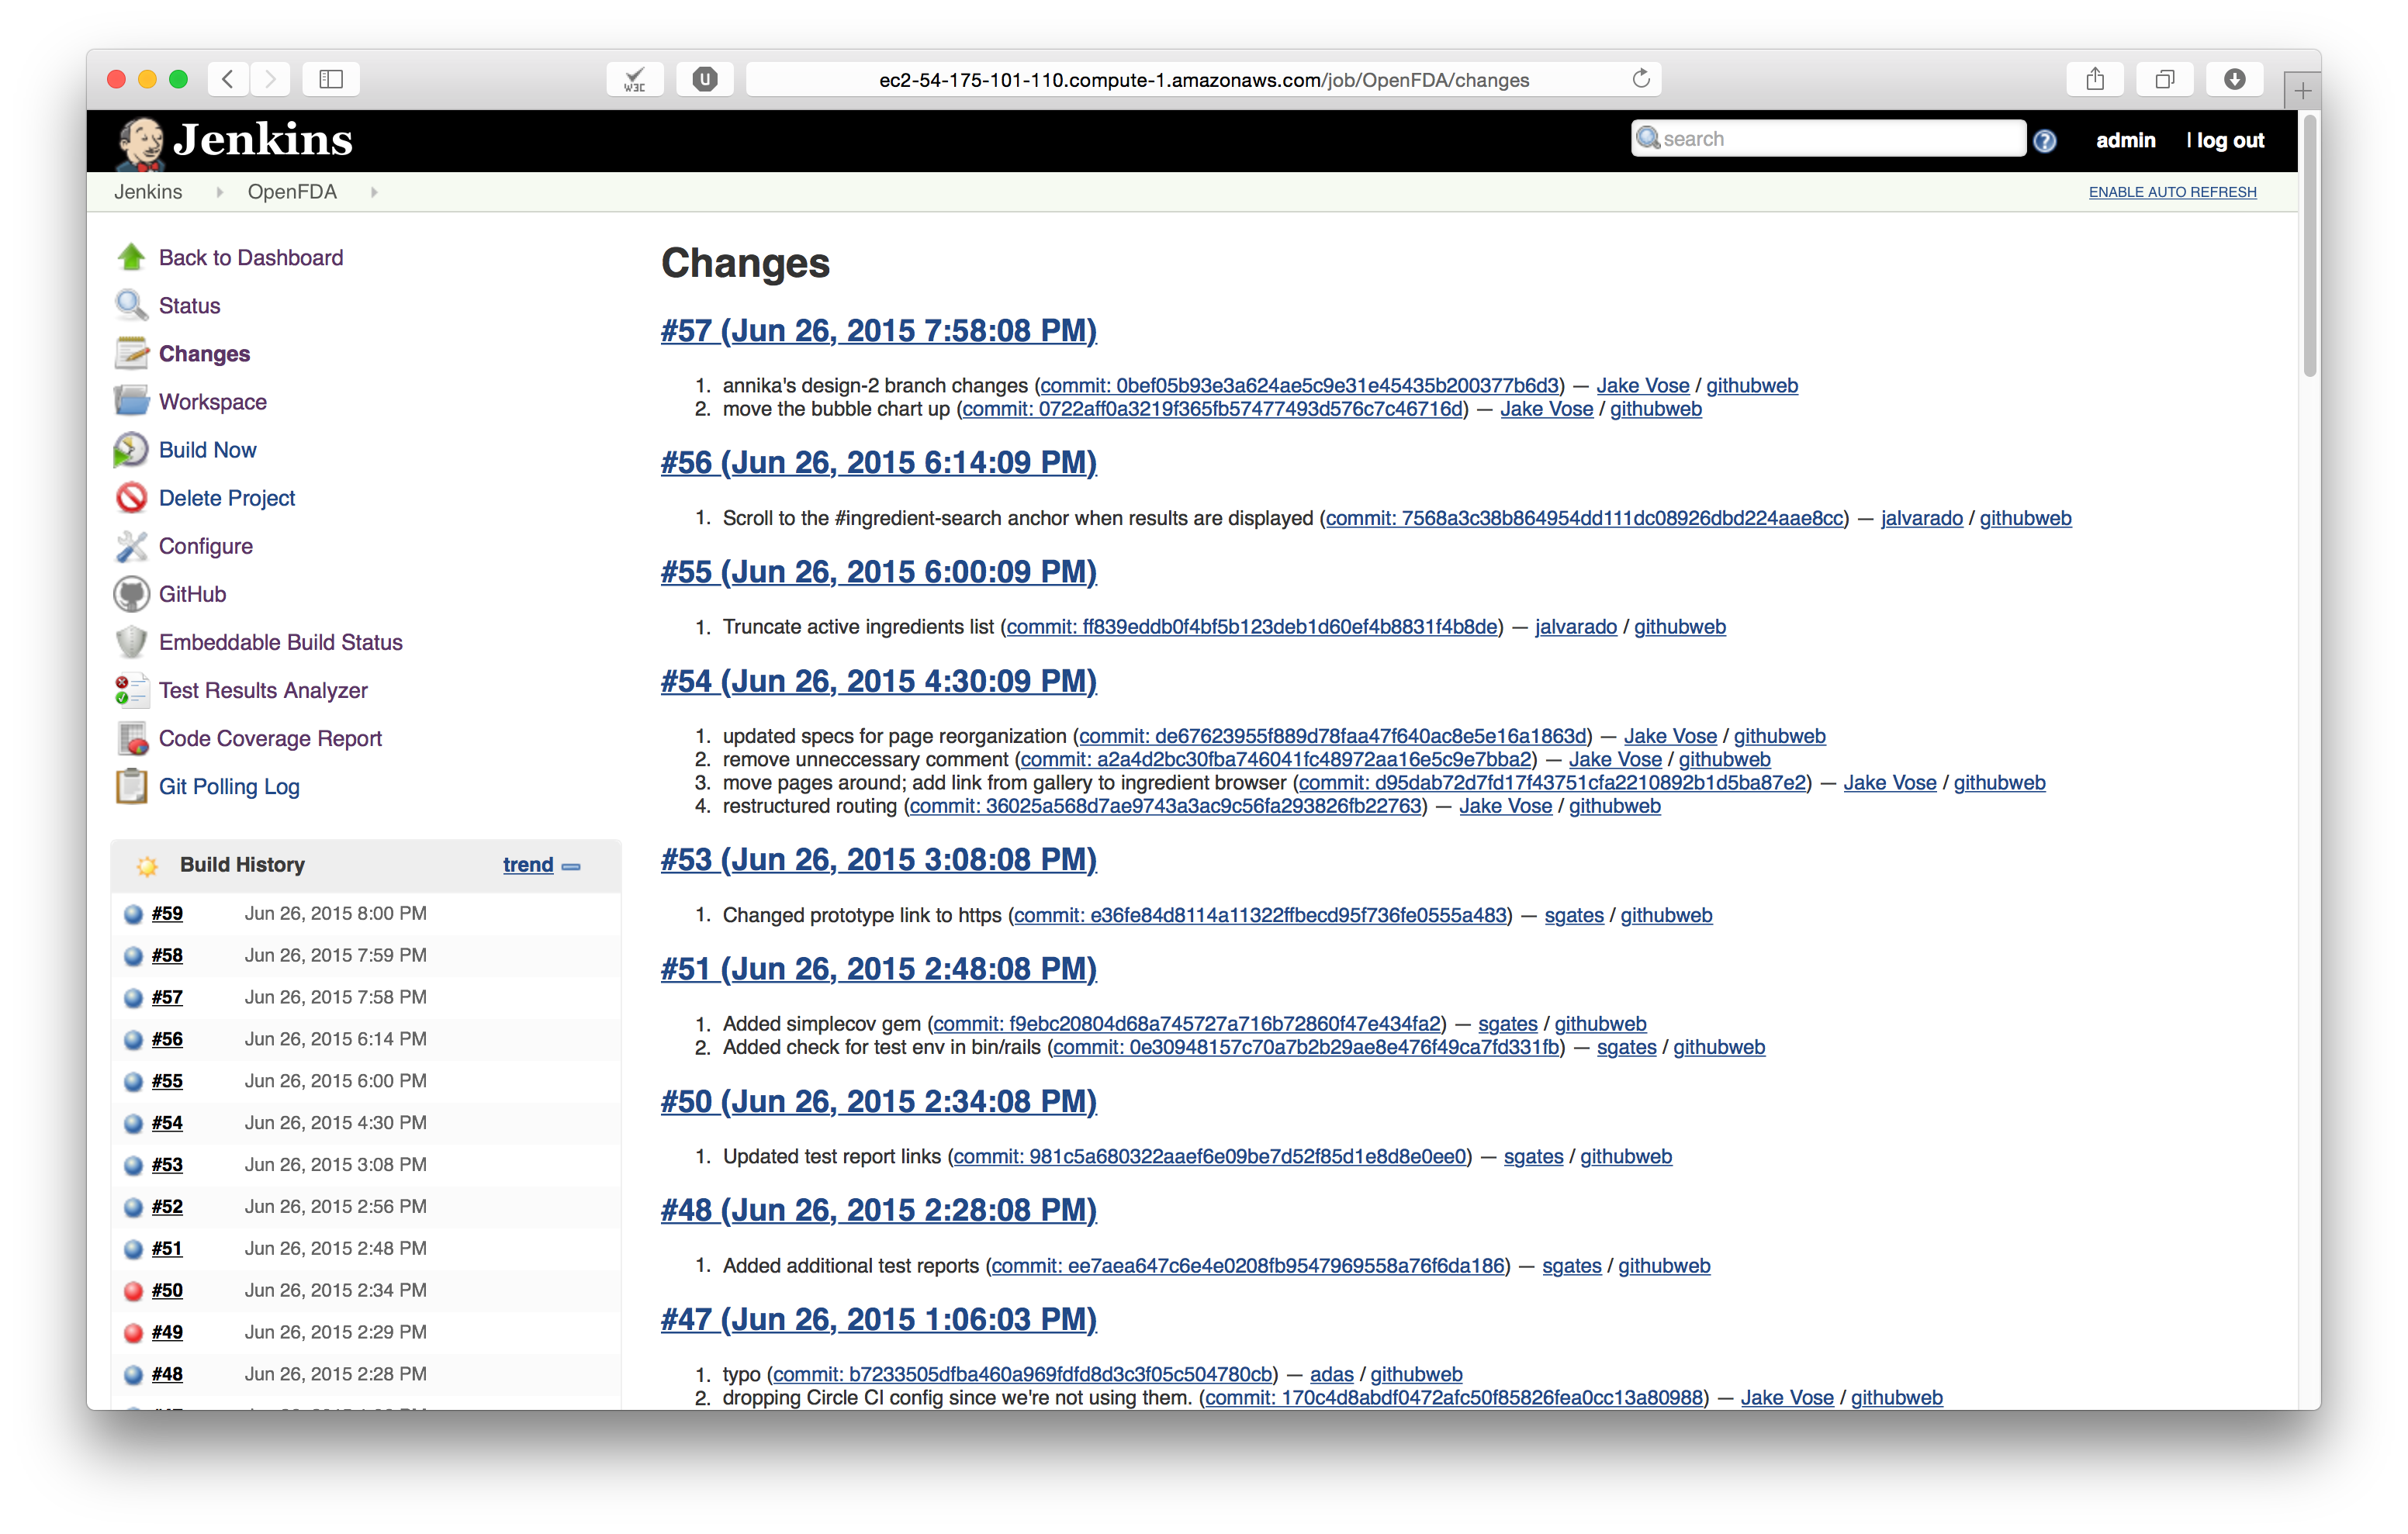 W3C
U
ec2-54-175-101-110.compute-1.amazonaws.com/job/OpenFDA/changes
Jenkins
search
?
admin
| log out
Jenkins
OpenFDA
ENABLE AUTO REFRESH
Back to Dashboard
Status
Changes
Workspace
Build Now
Delete Project
Configure
GitHub
Embeddable Build Status
Test Results Analyzer
Code Coverage Report
Git Polling Log
Build History
trend
#59 Jun 26, 2015 8:00 PM
#58 Jun 26, 2015 7:59 PM
#57 Jun 26, 2015 7:58 PM
#56 Jun 26, 2015 6:14 PM
#55 Jun 26, 2015 6:00 PM
#54 Jun 26, 2015 4:30 PM
#53 Jun 26, 2015 3:08 PM
#52 Jun 26, 2015 2:56 PM
#51 Jun 26, 2015 2:48 PM
#50 Jun 26, 2015 2:34 PM
#49 Jun 26, 2015 2:29 PM
#48 Jun 26, 2015 2:28 PM
Changes
#57 (Jun 26, 2015 7:58:08 PM)
1. annika's design-2 branch changes (commit: 0bef05b93e3a624ae5c9e31e45435b200377b6d3) — Jake Vose / githubweb
2. move the bubble chart up (commit: 0722aff0a3219f365fb57477493d576c7c46716d) — Jake Vose / githubweb
#56 (Jun 26, 2015 6:14:09 PM)
1. Scroll to the #ingredient-search anchor when results are displayed (commit: 7568a3c38b864954dd111dc08926dbd224aae8cc) — jalvarado / githubweb
#55 (Jun 26, 2015 6:00:09 PM)
1. Truncate active ingredients list (commit: ff839eddb0f4bf5b123deb1d60ef4b8831f4b8de) — jalvarado / githubweb
#54 (Jun 26, 2015 4:30:09 PM)
1. updated specs for page reorganization (commit: de67623955f889d78faa47f640ac8e5e16a1863d) — Jake Vose / githubweb
2. remove unneccessary comment (commit: a2a4d2bc30fba746041fc48972aa16e5c9e7bba2) — Jake Vose / githubweb
3. move pages around; add link from gallery to ingredient browser (commit: d95dab72d7fd17f43751cfa2210892b1d5ba87e2) — Jake Vose / githubweb
4. restructured routing (commit: 36025a568d7ae9743a3ac9c56fa293826fb22763) — Jake Vose / githubweb
#53 (Jun 26, 2015 3:08:08 PM)
1. Changed prototype link to https (commit: e36fe84d8114a11322ffbecd95f736fe0555a483) — sgates / githubweb
#51 (Jun 26, 2015 2:48:08 PM)
1. Added simplecov gem (commit: f9ebc20804d68a745727a716b72860f47e434fa2) — sgates / githubweb
2. Added check for test env in bin/rails (commit: 0e30948157c70a7b2b29ae8e476f49ca7fd331fb) — sgates / githubweb
#50 (Jun 26, 2015 2:34:08 PM)
1. Updated test report links (commit: 981c5a680322aaef6e09be7d52f85d1e8d8e0ee0) — sgates / githubweb
#48 (Jun 26, 2015 2:28:08 PM)
1. Added additional test reports (commit: ee7aea647c6e4e0208fb9547969558a76f6da186) — sgates / githubweb
#47 (Jun 26, 2015 1:06:03 PM)
1. typo (commit: b7233505dfba460a969fdfd8d3c3f05c504780cb) — adas / githubweb
2. dropping Circle CI config since we're not using them. (commit: 170c4d8abdf0472afc50f85826fea0cc13a80988) — Jake Vose / githubweb